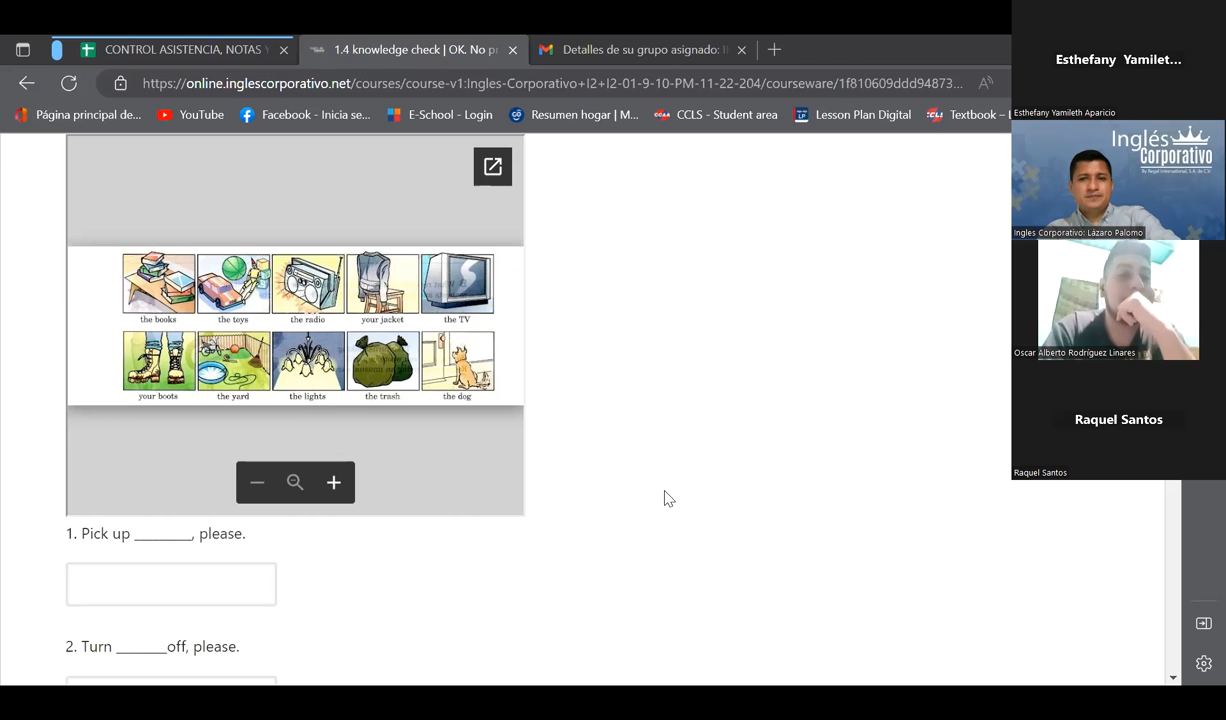 CONTROL ASISTENCIA, NOTAS
1.4 knowledge check | OK. No pr
Detalles de su grupo asignado: I
https://online.inglescorporativo.net/courses/course-v1:Ingles-Corporativo+I2+I2-01-9-10-PM-11-22-204/courseware/1f810609ddd94873...
Página principal de...
YouTube
Facebook - Inicia se...
E-School - Login
Resumen hogar | M...
CCLS - Student area
Lesson Plan Digital
Textbook –
the books
the toys
the radio
your jacket
the TV
your boots
the yard
the lights
the trash
the dog
1. Pick up ________, please.
2. Turn _______off, please.
Esthefany Yamilet...
Esthefany Yamileth Aparicio
Inglés
Corporativo
By Regal International, S.A. de C.V.
Ingles Corporativo: Lázaro Palomo
Oscar Alberto Rodríguez Linares
Raquel Santos
Raquel Santos